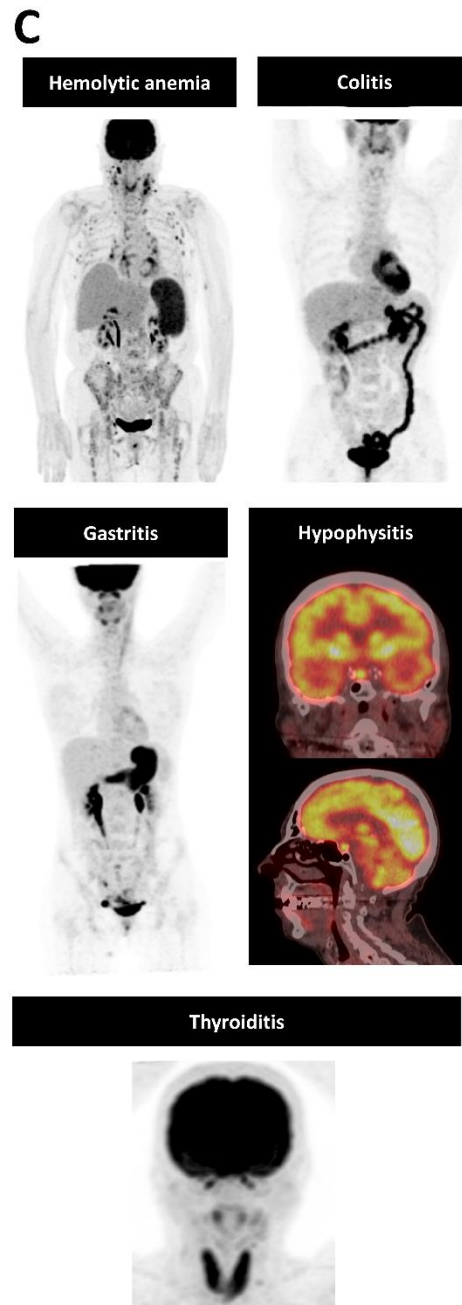 C
Hemolytic anemia
Colitis
Gastritis
Hypophysitis
Thyroiditis